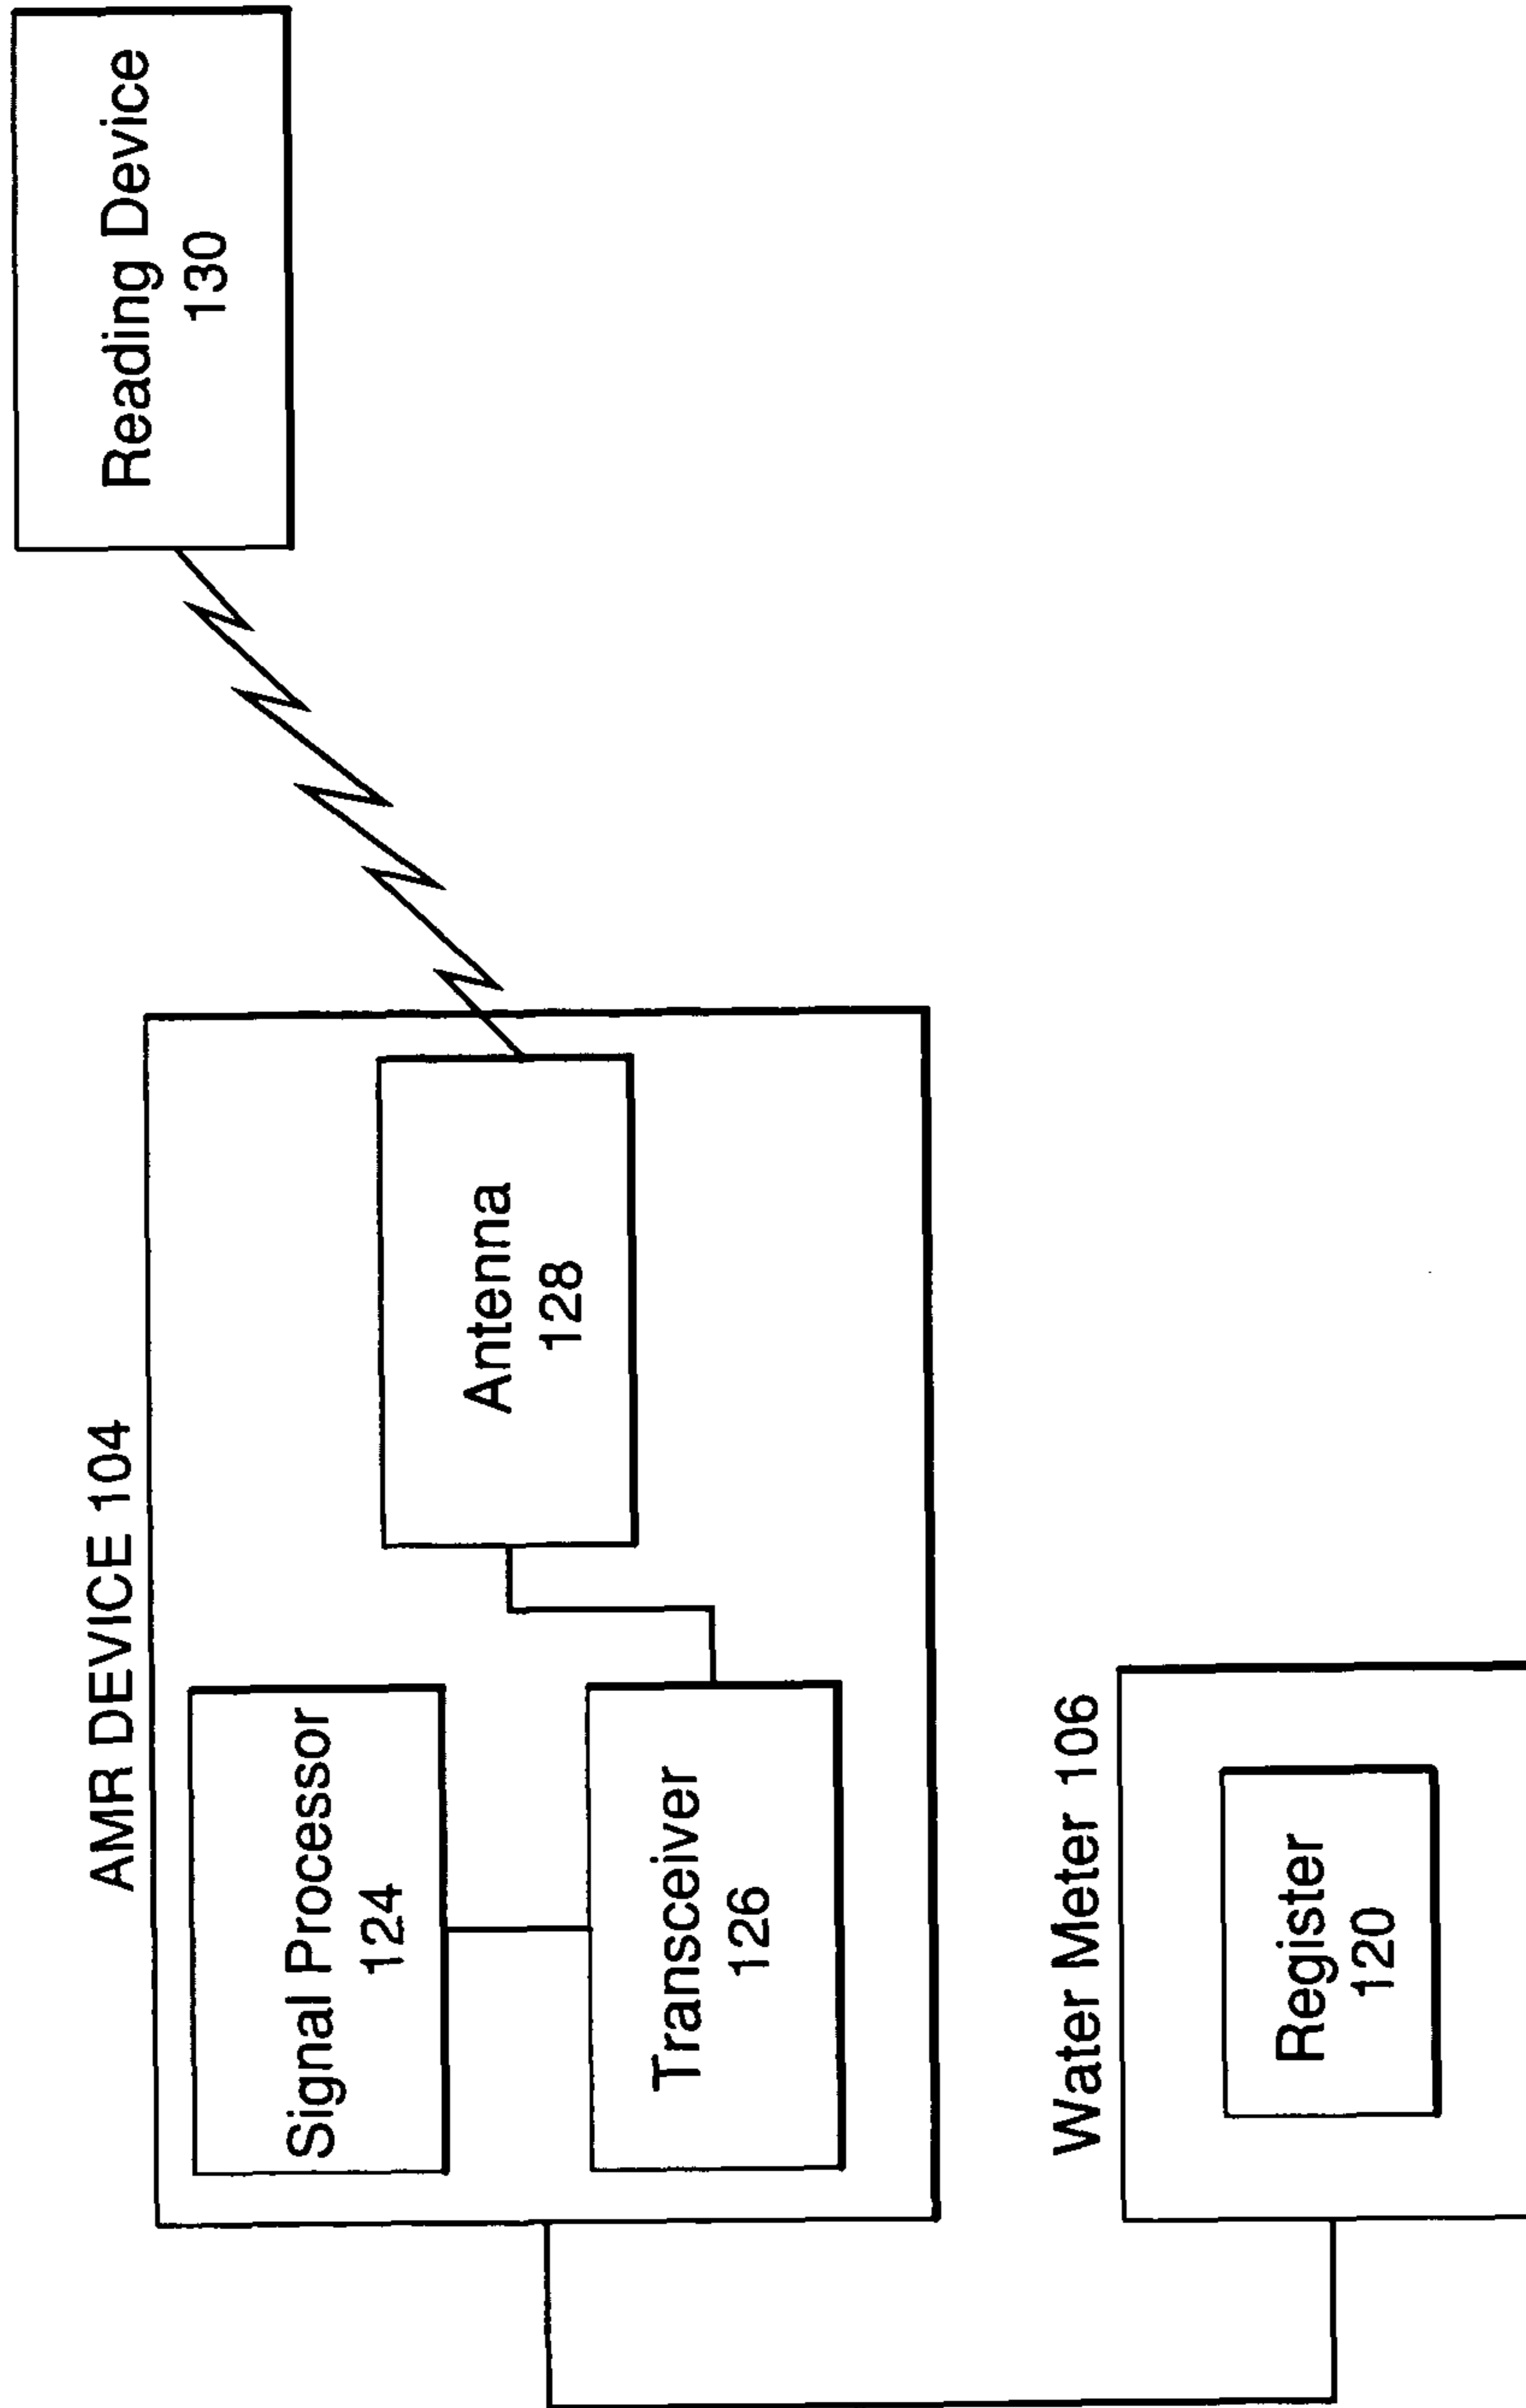 Reading Device
130
AMR DEVICE 104
Signal Processor
124
Antenna
128
Transceiver
126
Water Meter 106
Register
120